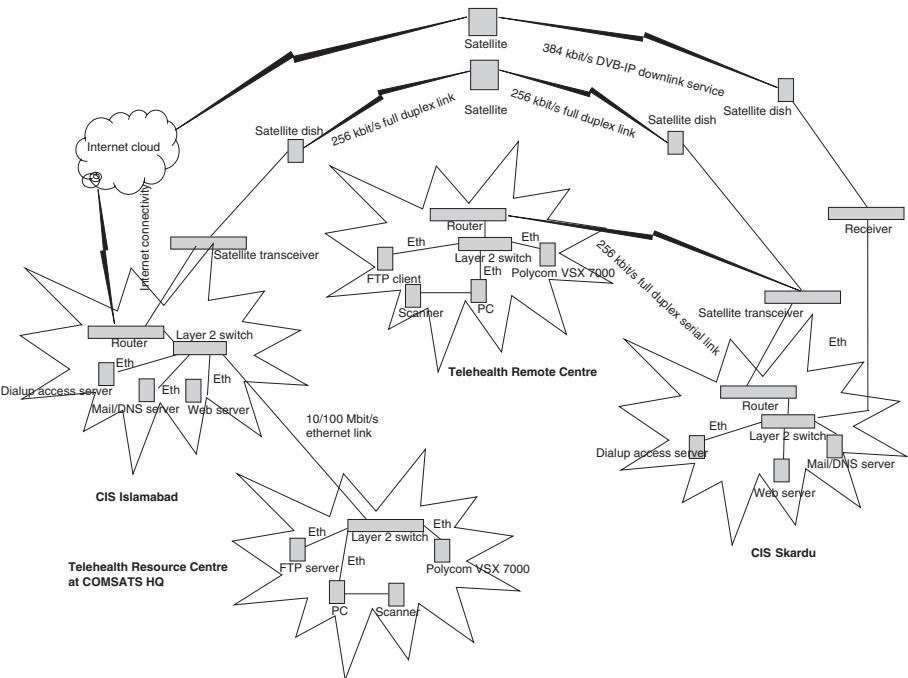 Satellite
384 kbit/s DVB-IP downlink service
Satellite
Satellite dish
256 kbit/s full duplex link
256 kbit/s full duplex link
Satellite dish
Satellite dish
Internet cloud
Internet connectivity
Satellite transceiver
Receiver
Router
Eth
Eth
Layer 2 switch
FTP client
Eth
Polycom VSX 7000
Scanner
PC
256 kbit/s full duplex serial link
Telehealth Remote Centre
Satellite transceiver
Eth
Router
Layer 2 switch
Eth
Dialup access server
Eth
Mail/DNS server
Eth
Web server
CIS Islamabad
10/100 Mbit/s
ethernet link
Router
Eth
Layer 2 switch
Dialup access server
Mail/DNS server
Web server
CIS Skardu
Eth
Layer 2 switch
Eth
FTP server
Eth
Polycom VSX 7000
PC
Scanner
Telehealth Resource Centre
at COMSATS HQ